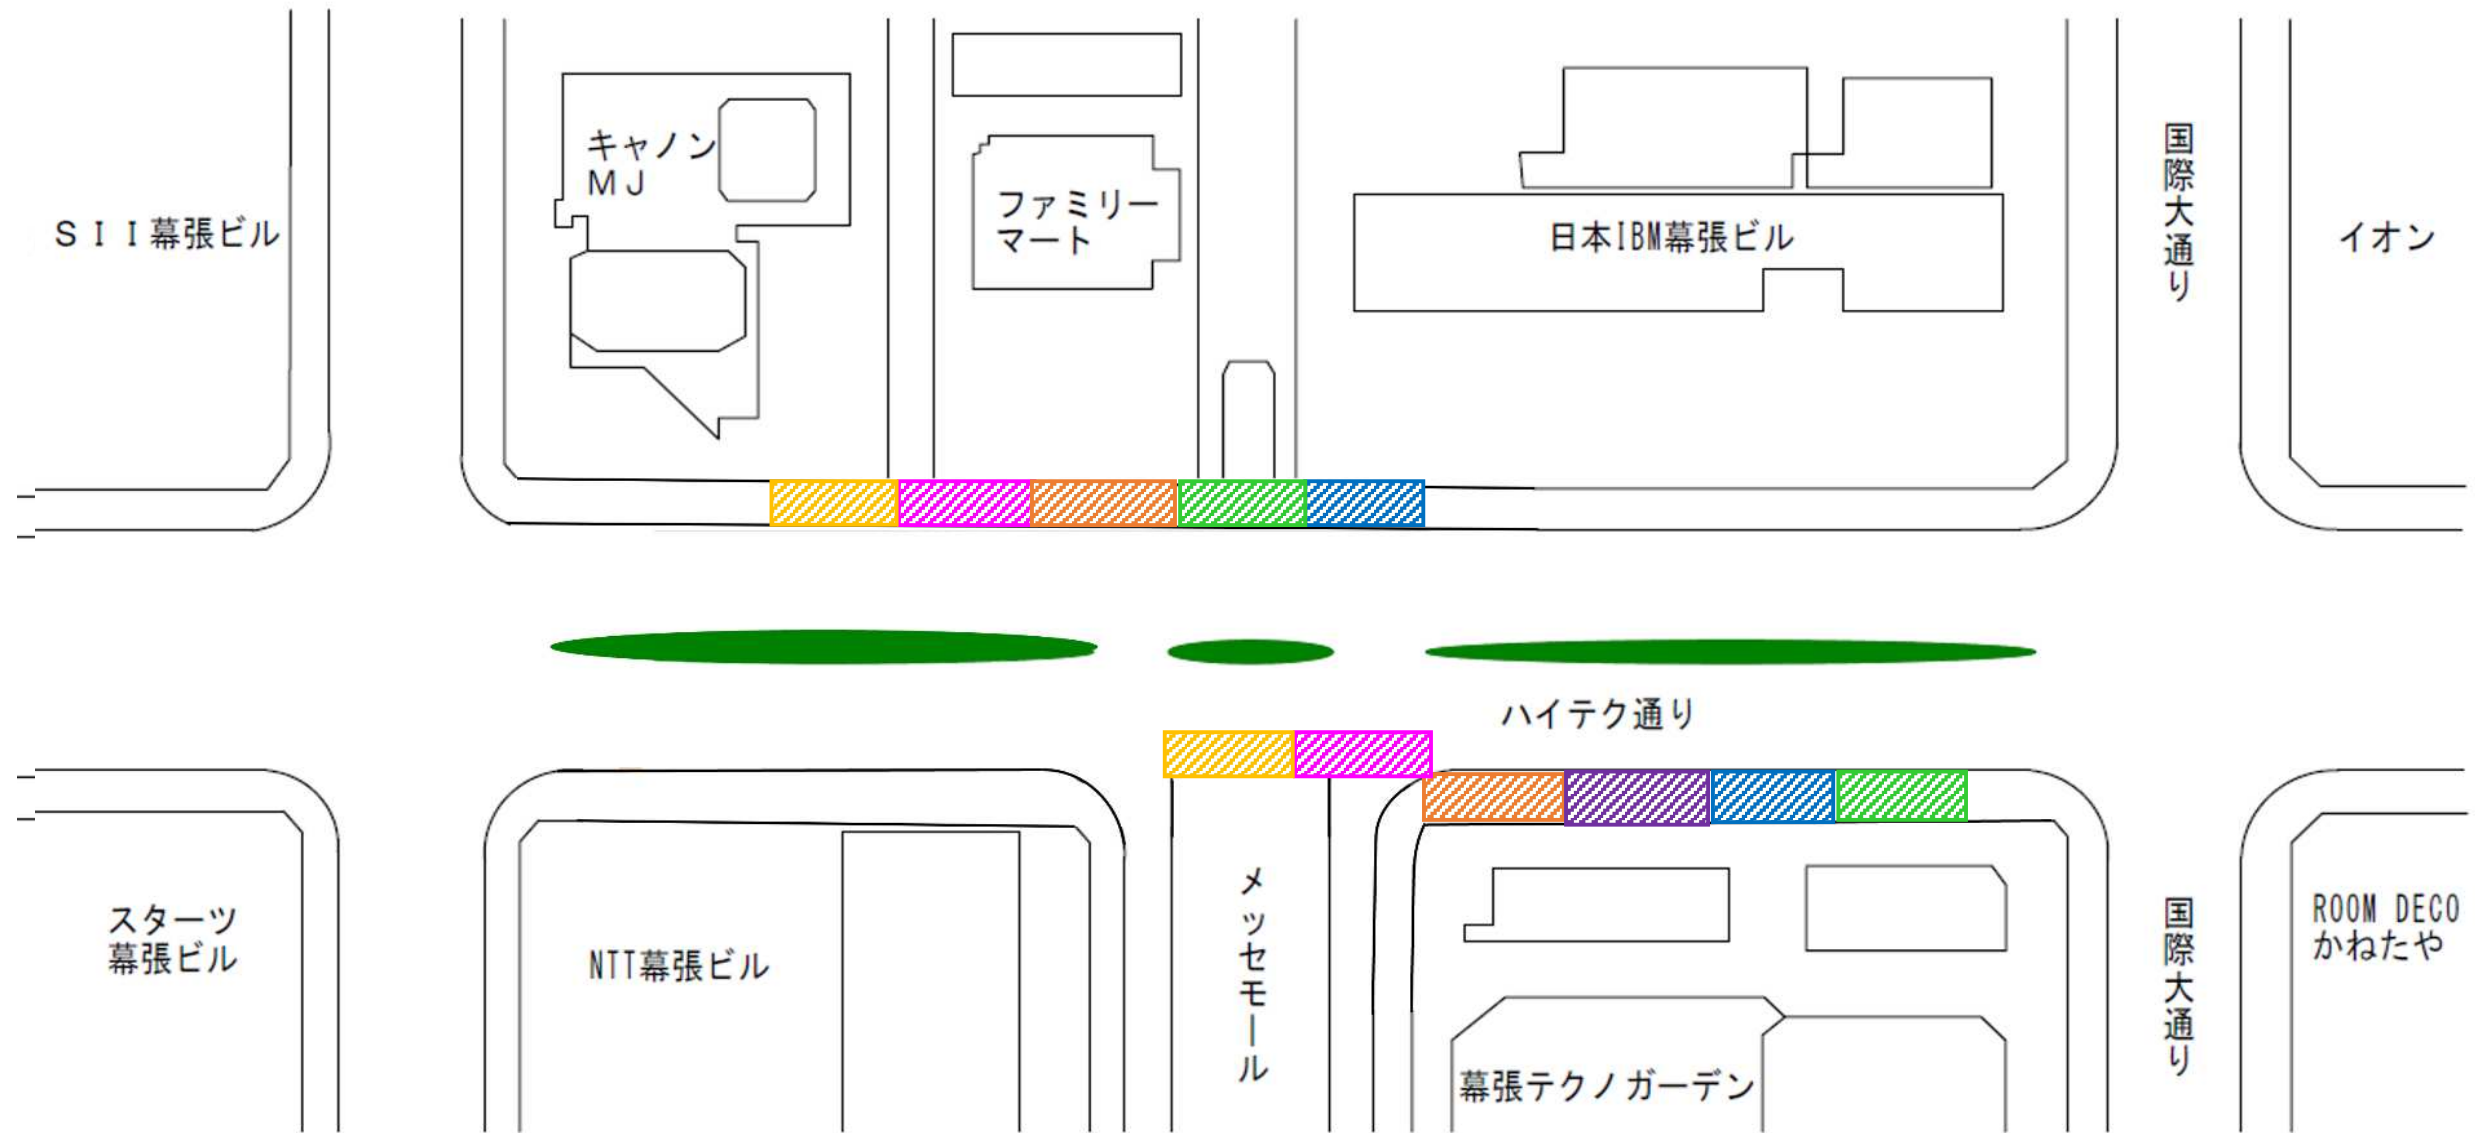 キャノン
MJ
ファミリー
マート
SII幕張ビル
日本IBM幕張ビル
国際大通り
イオン
ハイテク通り
スターツ
幕張ビル
NTT幕張ビル
メッセモール
幕張テクノガーデン
国際大通り
ROOM DECO
かねたや